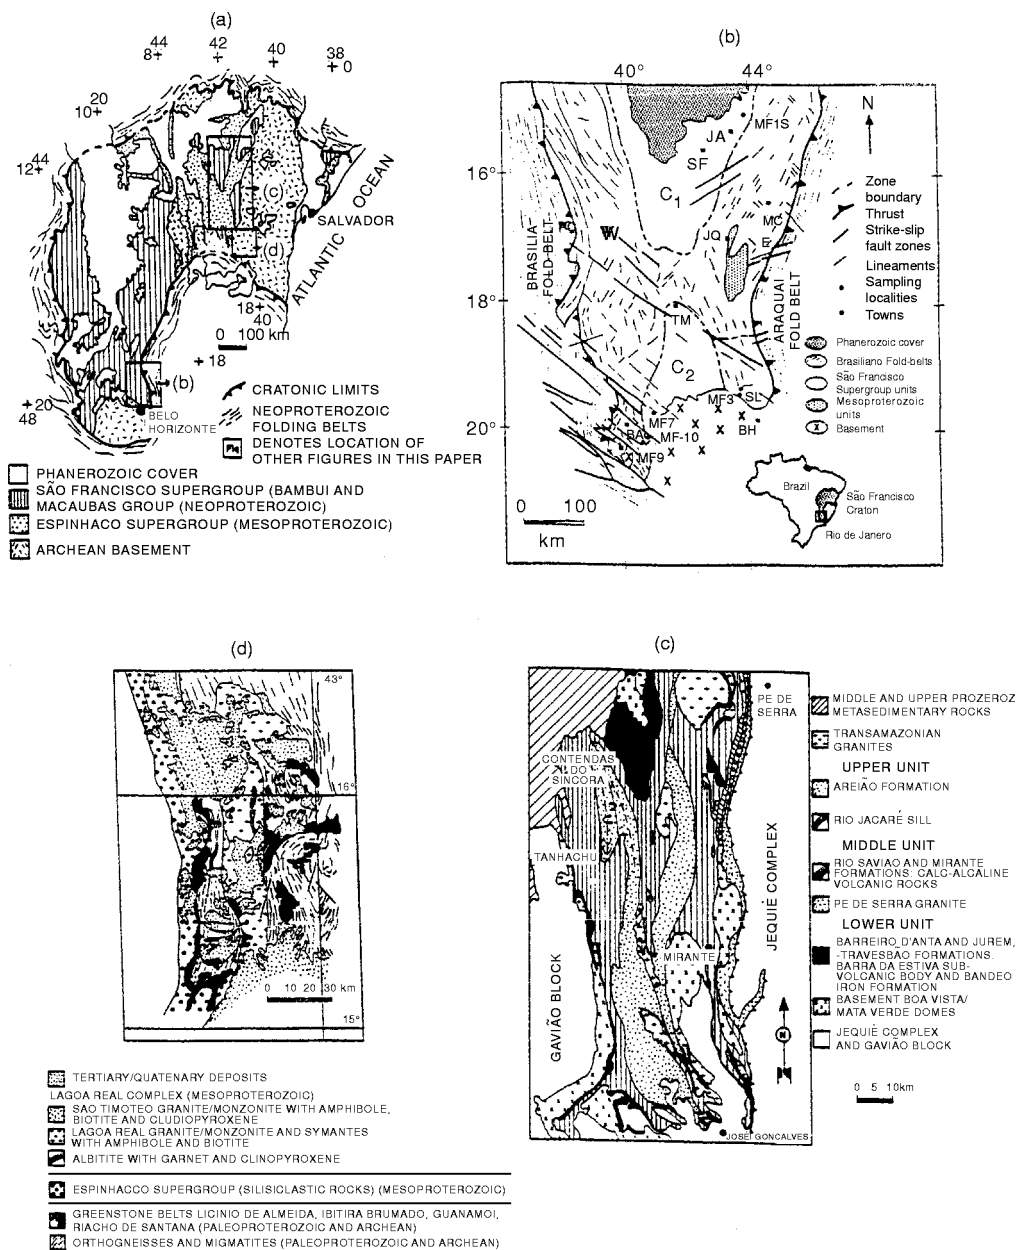 (a)
44
8+
42
+
40
+
38
+ 0
20
10+
44
12+
(c)
OCEAN
SALVADOR
(d)
ATLANTIC
18+
40
0 100 km
+ 18
(b)
+20
48
BELO
HORIZONTE
CRATONIC LIMITS
NEOPROTEROZOIC
FOLDING BELTS
DENOTES LOCATION OF
OTHER FIGURES IN THIS PAPER
PHANEROZOIC COVER
SÃO FRANCISCO SUPERGROUP (BAMBUI AND
MACAUBAS GROUP (NEOPROTEROZOIC)
ESPINHACO SUPERGROUP (MESOPROTEROZOIC)
ARCHEAN BASEMENT
(b)
40°
44°
N
MF1S
JA
SF
16°
C1
MC
JQ
E
W
BRASILIA
FOLD BELT
ARAQUAI
FOLD BELT
18°
TM
C2
MF3
SL
MF7
BA
MF-10
BH
20°
MF9
0 100
km
Zone
boundary
Thrust
Strike-slip
fault zones
Lineaments
Sampling
localities
Towns
Phanerozoic cover
Brasiliano Fold-belts
São Francisco
Supergroup units
Mesoproterozoic
units
Basement
Brazil
São Francisco
Craton
Rio de Janero
(d)
43°
16°
0 10 20 30 km
15°
TERTIARY/QUATENARY DEPOSITS
LAGOA REAL COMPLEX (MESOPROTEROZOIC)
SAO TIMOTEO GRANITE/MONZONITE WITH AMPHIBOLE,
BIOTITE AND CLUDIOPYROXENE
LAGOA REAL GRANITE/MONZONITE AND SYMANTES
WITH AMPHIBOLE AND BIOTITE
ALBITITE WITH GARNET AND CLINOPYROXENE
ESPINHACCO SUPERGROUP (SILISICLASTIC ROCKS) (MESOPROTEROZOIC)
GREENSTONE BELTS LICINIO DE ALMEIDA, IBITIRA BRUMADO, GUANAMOI,
RIACHO DE SANTANA (PALEOPROTEROZOIC AND ARCHEAN)
ORTHOGNEISSES AND MIGMATITES (PALEOPROTEROZOIC AND ARCHEAN)
(c)
PE DE
SERRA
CONTENDAS
DO
SINCORA
TANHACHU
MIRANTE
GAVIÃO BLOCK
JEQUIÉ COMPLEX
JOSEI GONCALVES
MIDDLE AND UPPER PROZEROZ
METASEDIMENTARY ROCKS
TRANSAMAZONIAN
GRANITES
UPPER UNIT
AREIÃO FORMATION
RIO JACARÉ SILL
MIDDLE UNIT
RIO SAVIAO AND MIRANTE
FORMATIONS: CALC-ALCALINE
VOLCANIC ROCKS
PE DE SERRA GRANITE
LOWER UNIT
BARREIRO D'ANTA AND JUREM,
-TRAVESBAO FORMATIONS.
BARRA DA ESTIVA SUB-
VOLCANIC BODY AND BANDEO
IRON FORMATION
BASEMENT BOA VISTA/
MATA VERDE DOMES
JEQUIÉ COMPLEX
AND GAVIÃO BLOCK
0 5 10km